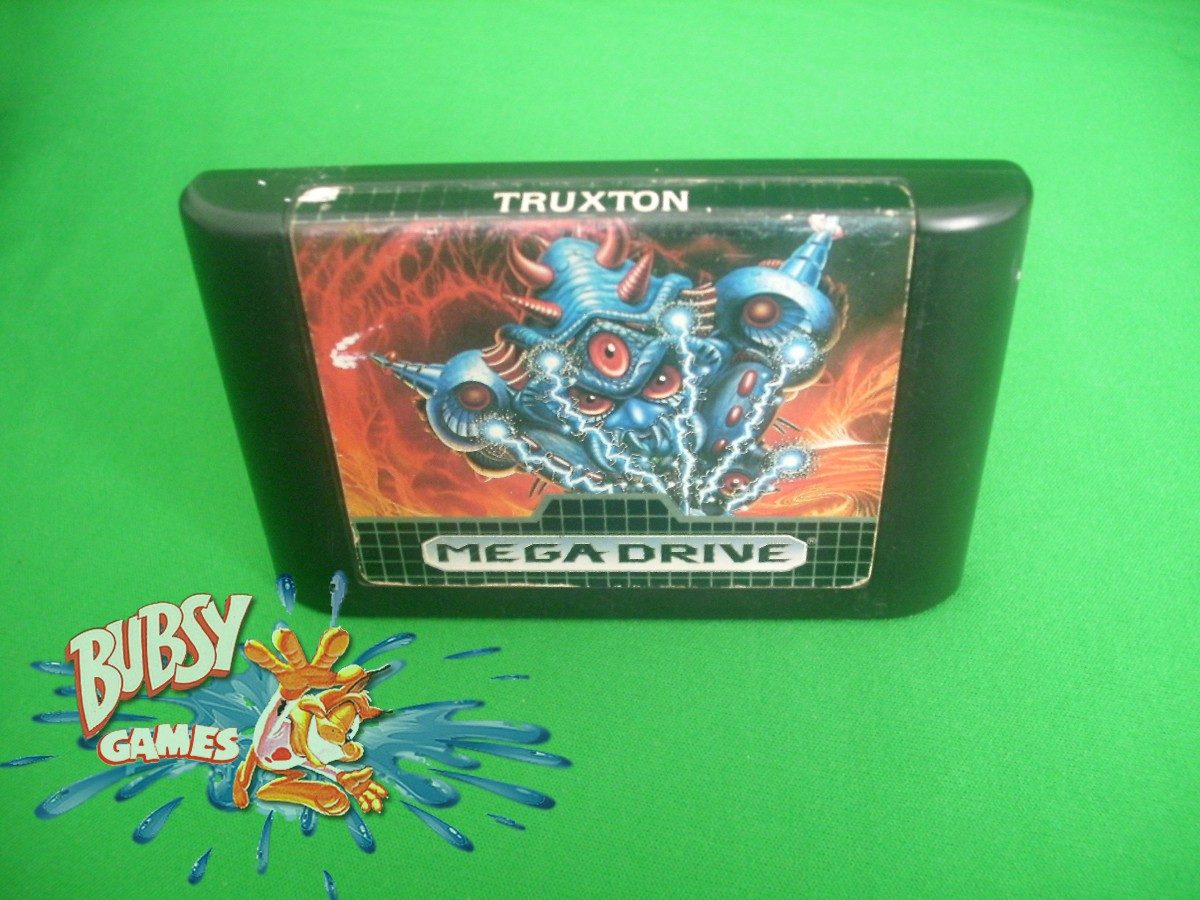 TRUXTON
MEGA DRIVE
BUBSY
GAMES